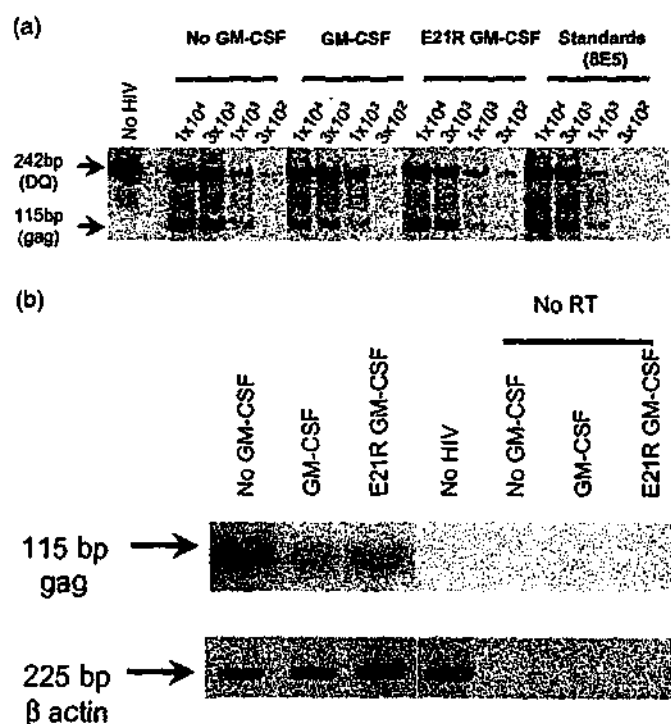 (a)
No GM-CSF GM-CSF E21R GM-CSF Standards
(8E5)
No HIV 1x10⁴ 3x10³ 1x10³ 3x10² 1x10⁴ 3x10³ 1x10³ 3x10² 1x10⁴ 3x10³ 1x10³ 3x10² 1x10⁴ 3x10³ 1x10³ 3x10²
242bp
(DQ)
115bp
(gag)
(b)
No RT
No GM-CSF GM-CSF E21R GM-CSF No HIV No GM-CSF GM-CSF E21R GM-CSF
115 bp
gag
225 bp
β actin